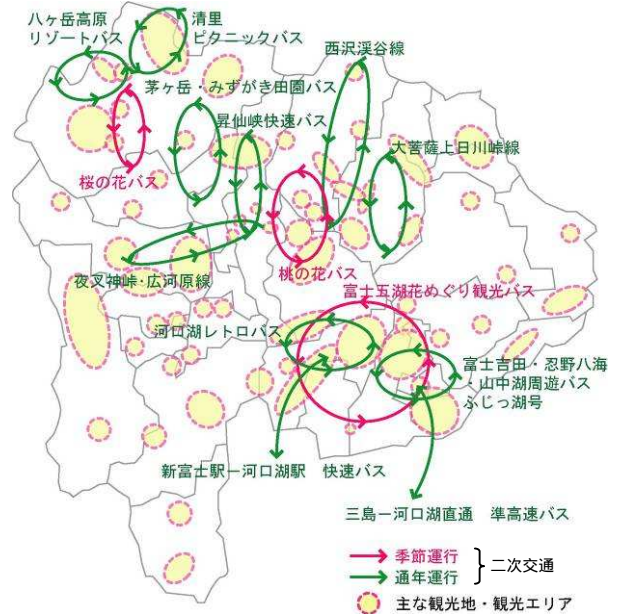 八ヶ岳高原
リゾートバス
清里
ピクニックバス
西沢渓谷線
茅ヶ岳・みずがき田園バス
昇仙峡快速バス
大菩薩上日川峠線
桜の花バス
桃の花バス
夜叉神峠・広河原線
富士五湖花めぐり観光バス
河口湖レトロバス
富士吉田・忍野八海
・山中湖周遊バス
ふじっ湖号
新富士駅ー河口湖駅 快速バス
三島ー河口湖直通 準高速バス
季節運行
通年運行
} 二次交通
主な観光地・観光エリア